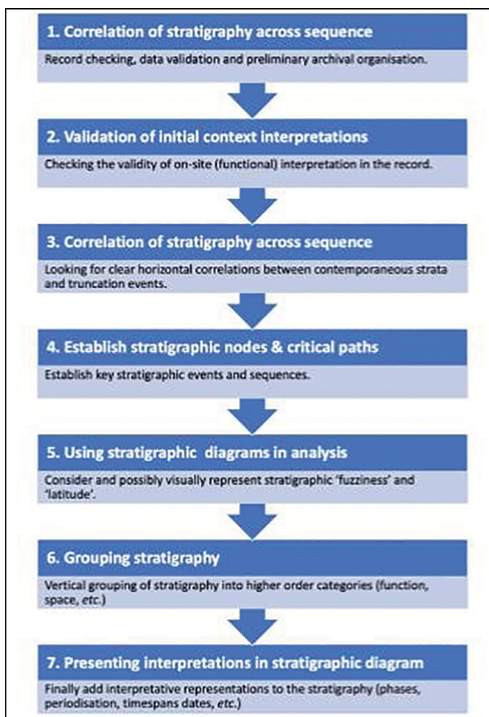 1. Correlation of stratigraphy across sequence
Record checking, data validation and preliminary archival organisation.
2. Validation of initial context interpretations
Checking the validity of on-site (functional) interpretation in the record.
3. Correlation of stratigraphy across sequence
Looking for clear horizontal correlations between contemporaneous strata
and truncation events.
4. Establish stratigraphic nodes & critical paths
Establish key stratigraphic events and sequences.
5. Using stratigraphic diagrams in analysis
Consider and possibly visually represent stratigraphic 'fuzziness' and
'latitude'.
6. Grouping stratigraphy
Vertical grouping of stratigraphy into higher order categories (function,
space, etc.)
7. Presenting interpretations in stratigraphic diagram
Finally add interpretative representations to the stratigraphy (phases,
periodisation, timespans dates, etc.)